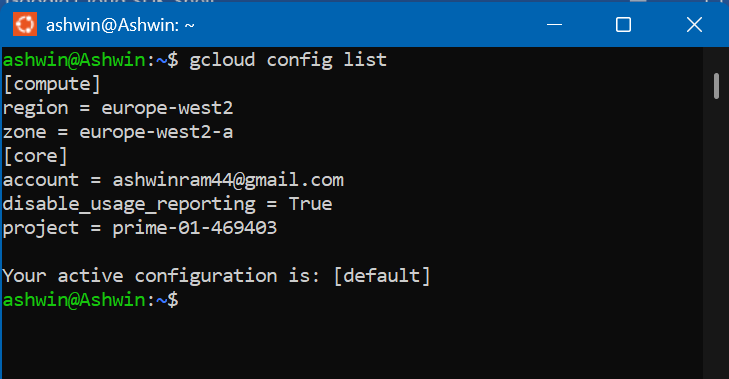 ashwin@Ashwin: ~
ashwin@Ashwin:~$ gcloud config list
[compute]
region = europe-west2
zone = europe-west2-a
[core]
account = ashwinram44@gmail.com
disable_usage_reporting = True
project = prime-01-469403
Your active configuration is: [default]
ashwin@Ashwin:~$